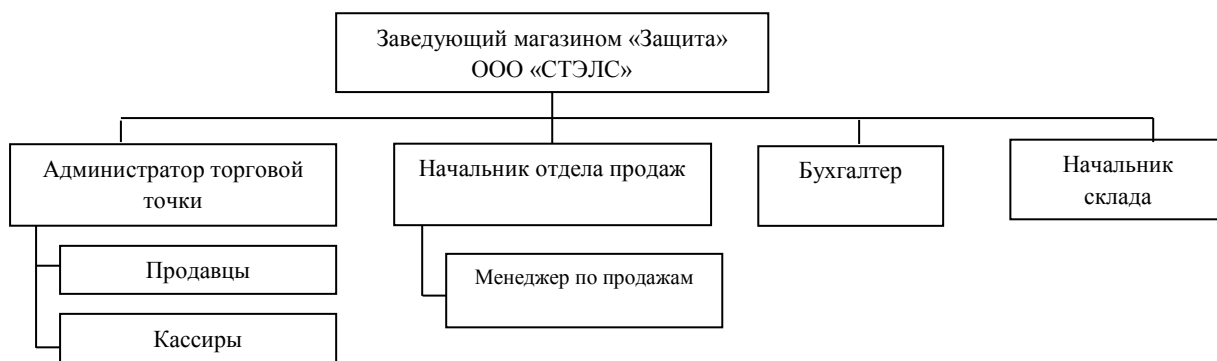 Заведующий магазином «Защита»
ООО «СТЭЛС»
Администратор торговой
точки
Начальник отдела продаж
Бухгалтер
Начальник
склада
Продавцы
Менеджер по продажам
Кассиры